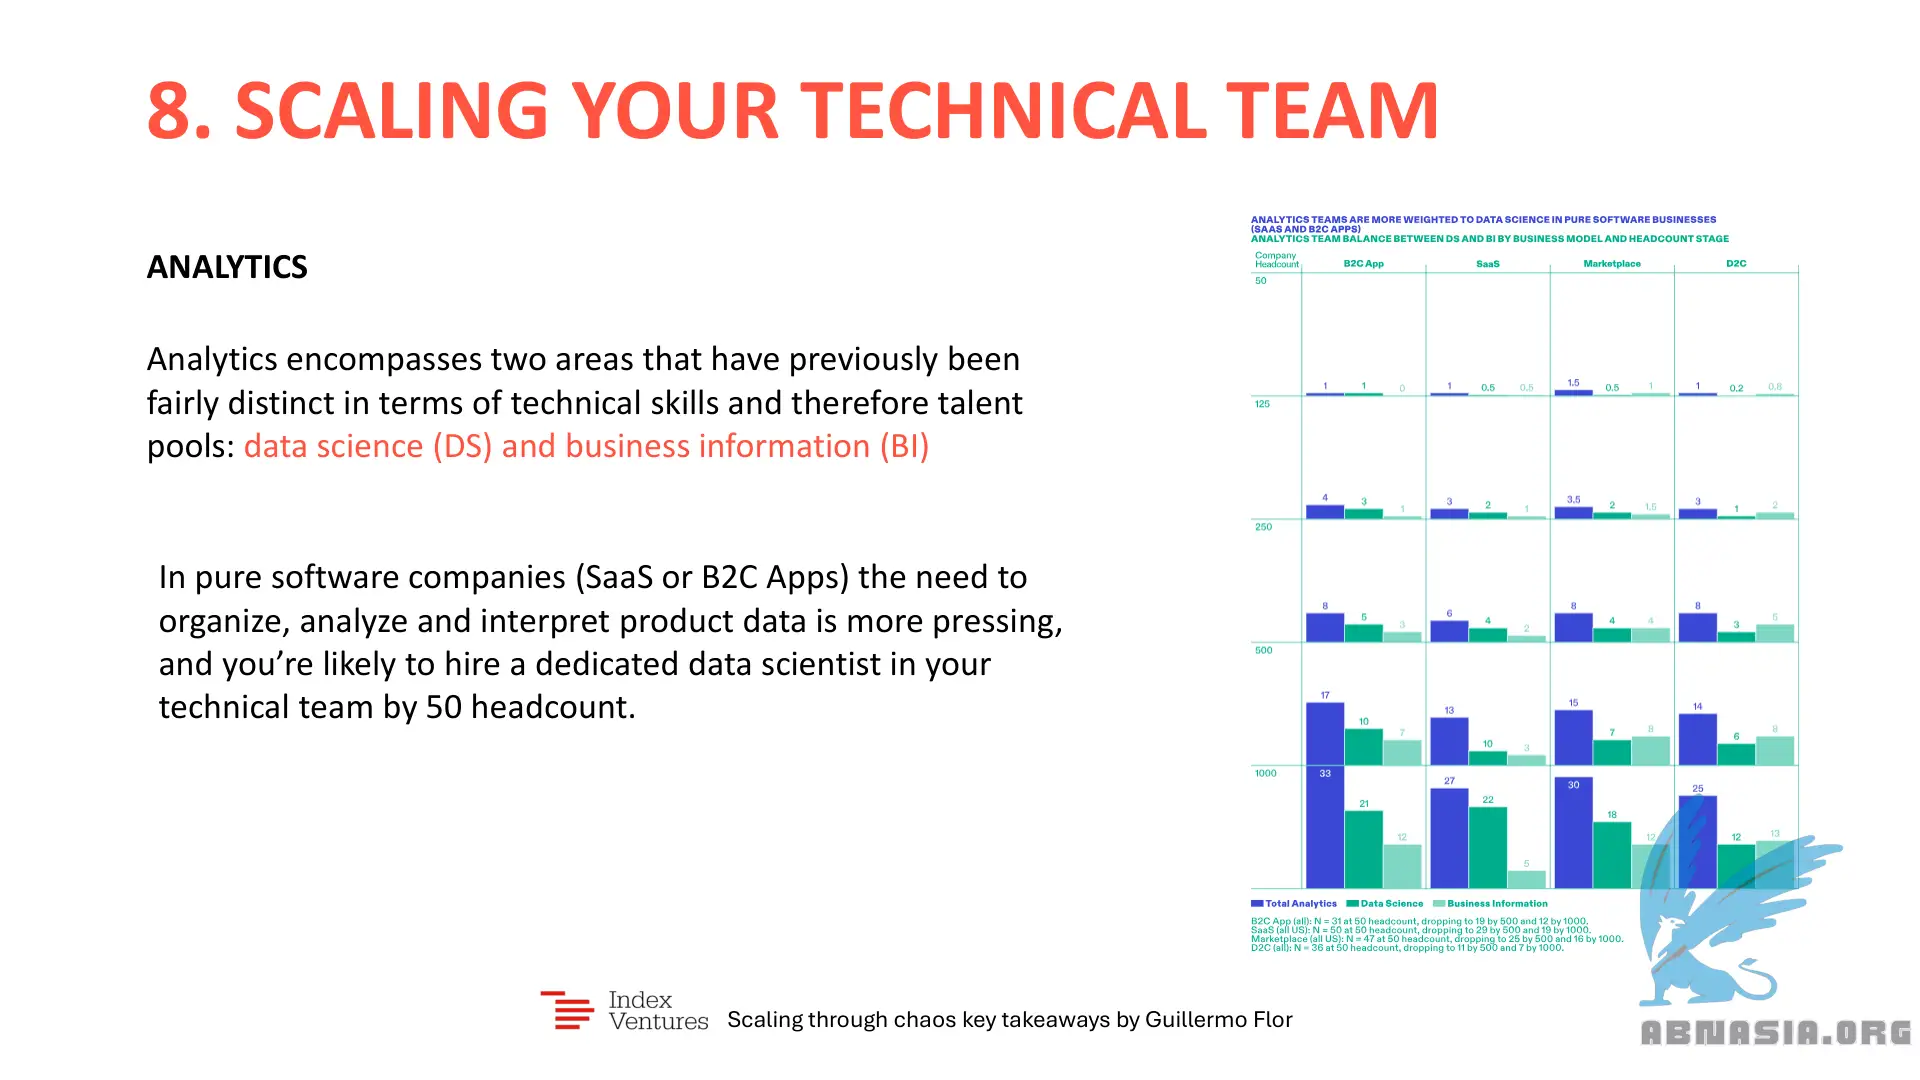 8. SCALING YOUR TECHNICAL TEAM
ANALYTICS
Analytics encompasses two areas that have previously been
fairly distinct in terms of technical skills and therefore talent
pools: data science (DS) and business information (BI)
In pure software companies (SaaS or B2C Apps) the need to
organize, analyze and interpret product data is more pressing,
and you’re likely to hire a dedicated data scientist in your
technical team by 50 headcount.
ANALYTICS TEAMS ARE MORE WEIGHTED TO DATA SCIENCE IN PURE SOFTWARE BUSINESSES
(SAAS AND B2C APPS)
ANALYTICS TEAM BALANCE BETWEEN DS AND BI BY BUSINESS MODEL AND HEADCOUNT STAGE
Company
Headcount B2C App SaaS Marketplace D2C
50
1 1 0 1 0.5 0.5 1.5 0.5 1 1 0.2 0.8
125
4 3 1 3 2 1 3.5 2 1.5 3 1 2
250
8 5 3 6 4 2 8 4 4 8 3 5
500
17 10 7 13 10 3 15 7 8 14 6 8
1000
33 21 12 27 22 5 30 18 12 25 12 13
Total Analytics Data Science Business Information
B2C App (all): N = 31 at 50 headcount, dropping to 19 by 500 and 12 by 1000.
SaaS (all US): N = 50 at 50 headcount, dropping to 29 by 500 and 19 by 1000.
Marketplace (all US): N = 47 at 50 headcount, dropping to 25 by 500 and 16 by 1000.
D2C (all): N = 36 at 50 headcount, dropping to 11 by 500 and 7 by 1000.
Index
Ventures
Scaling through chaos key takeaways by Guillermo Flor
ABNASIA.ORG